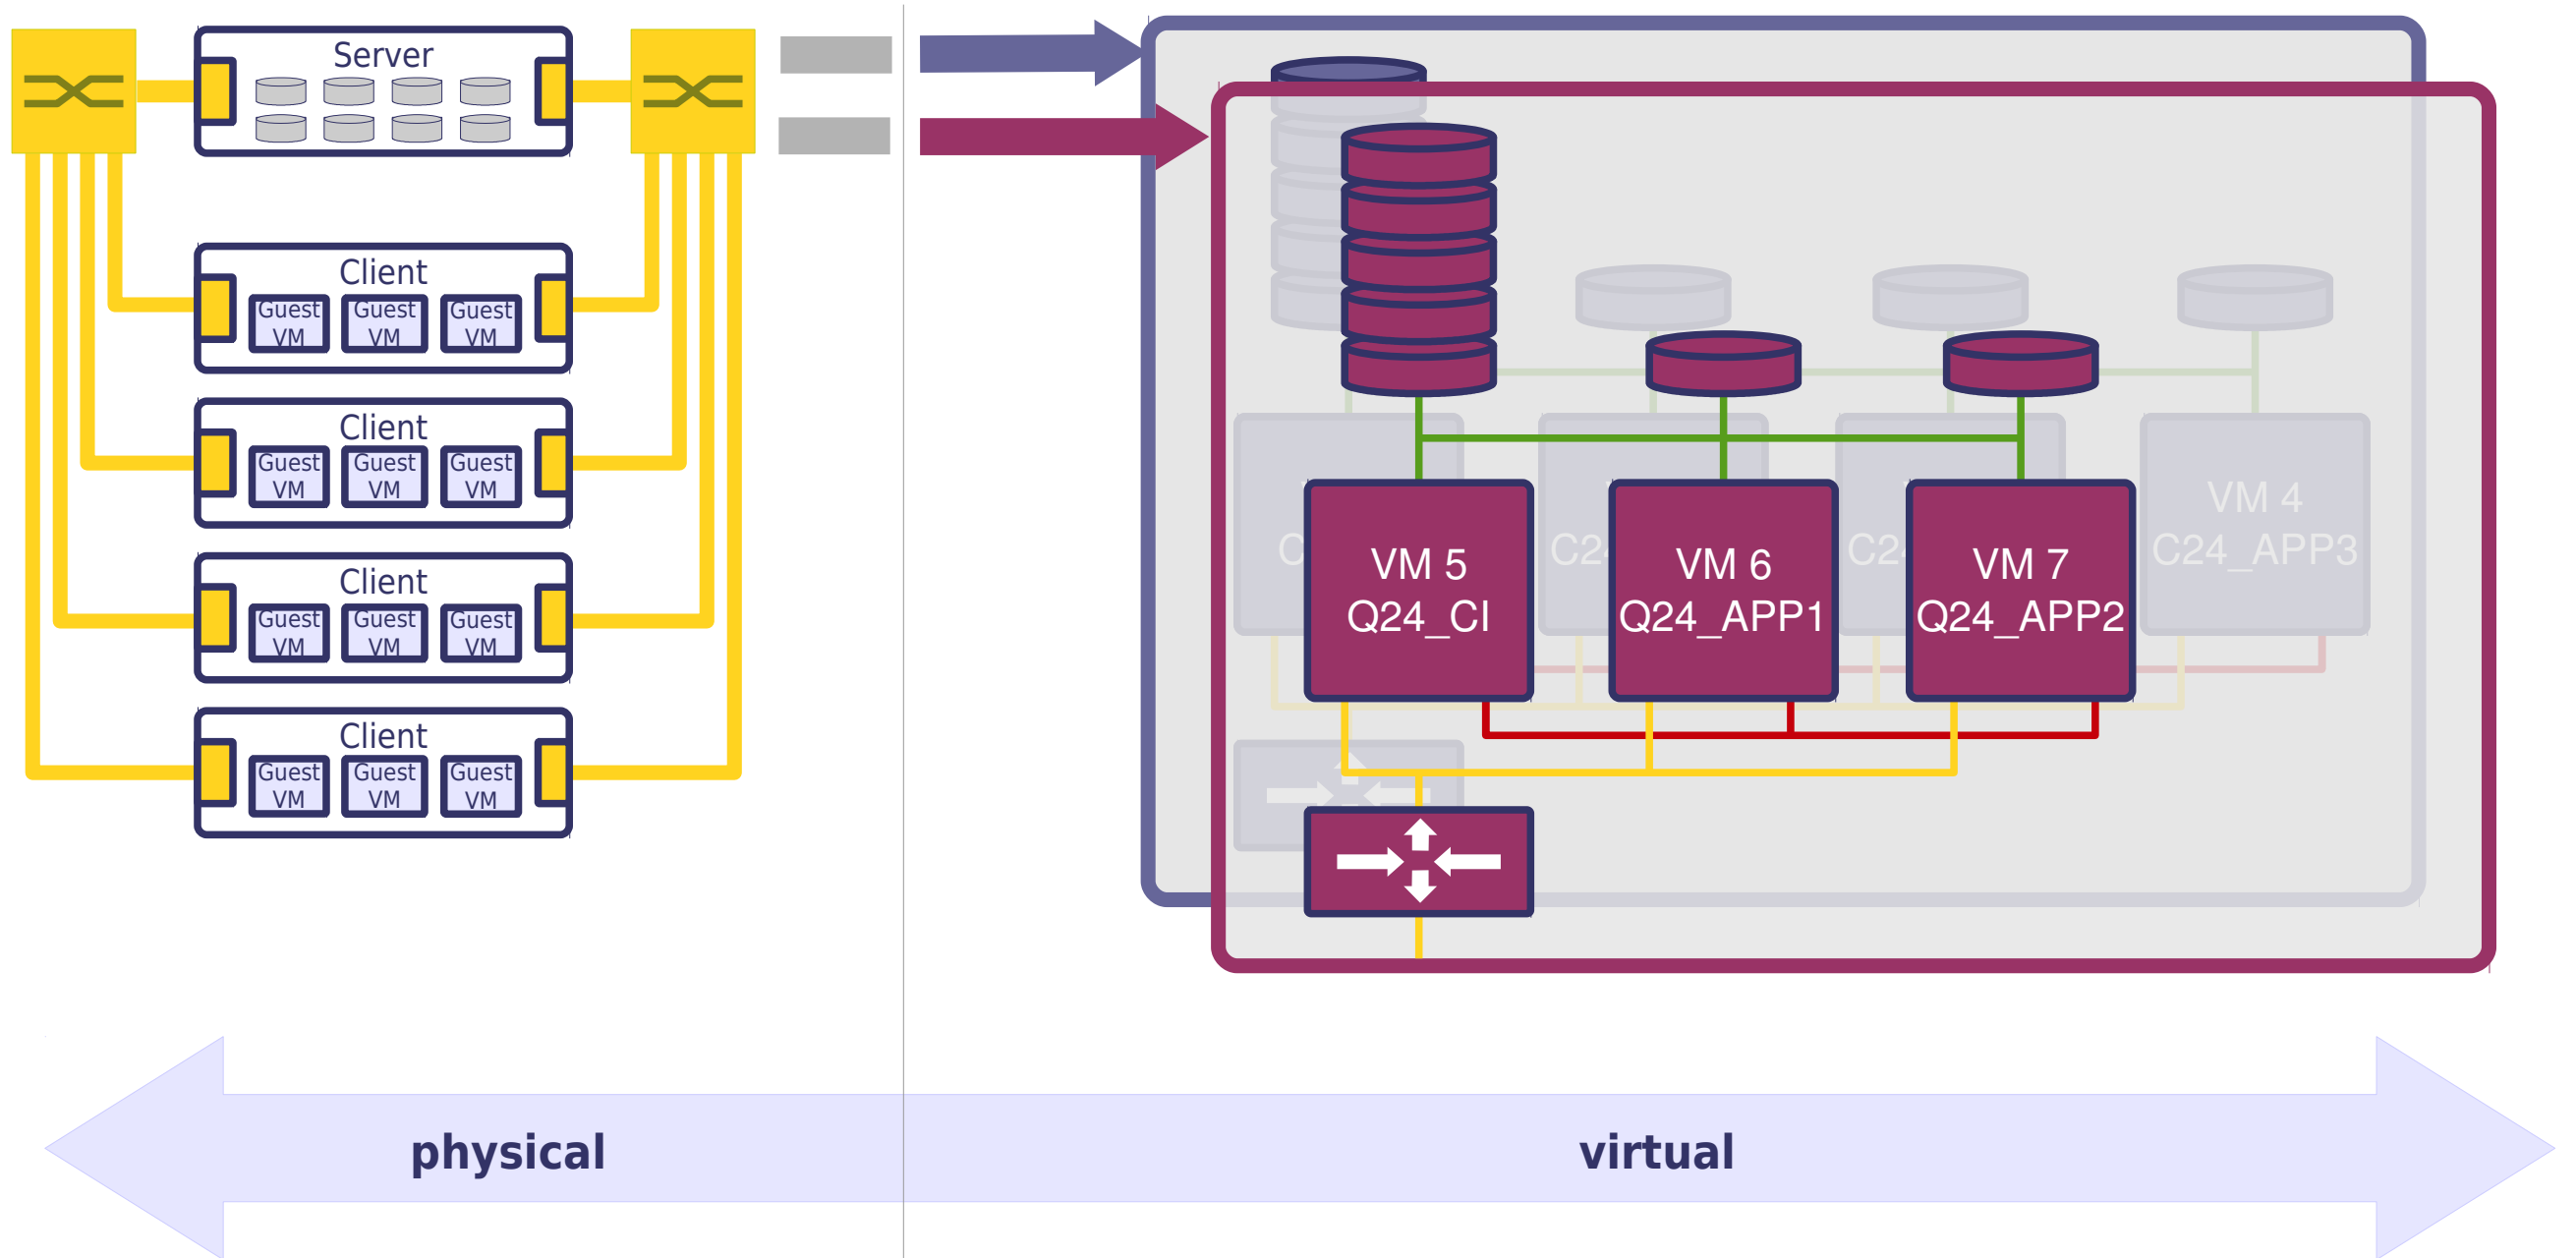 Server
Client
Guest VM
Guest VM
Guest VM
Client
Guest VM
Guest VM
Guest VM
Client
Guest VM
Guest VM
Guest VM
Client
Guest VM
Guest VM
Guest VM
VM 4
C24_APP3
VM 5
Q24_CI
VM 6
Q24_APP1
VM 7
Q24_APP2
physical
virtual